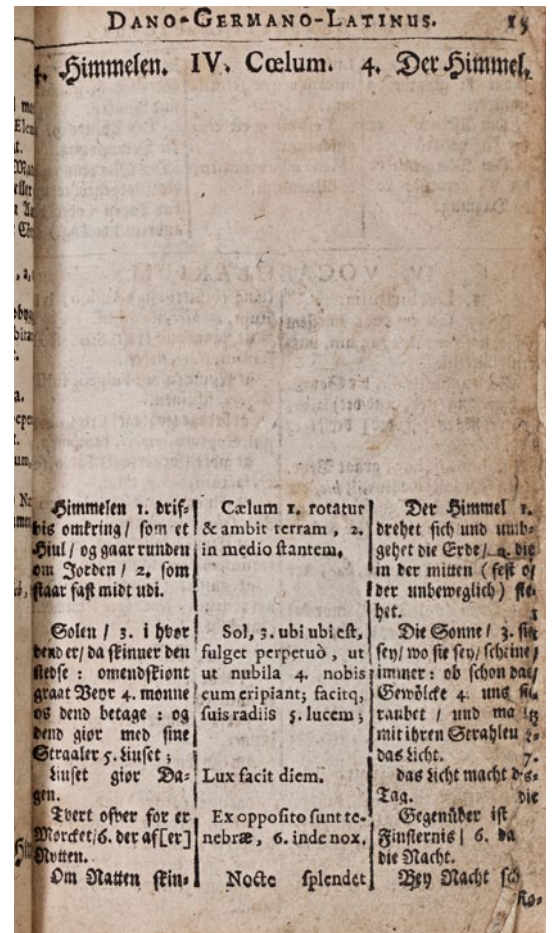 DANO-GERMANO-LATINUS. 15
4. Himmelen. IV. Cœlum. 4. Der Himmel.
Himmelen 1. drif-
vis omkring / som et
Hiul / og gaar runden
om Jorden / 2. som
staar fast midt udi.
Solen / 3. i hvor
dend er / da skinner den
stedse : omendskiønt
graat Veyr 4. monne
os dend betage : og
dend giør med sine
Straaler 5. liuset ;
Liuset giør Da-
gen.
Tvert ofver for er
Morcket / 6. der af [er]
Natten.
Om Natten skin-
Cælum 1. rotatur
& ambit terram , 2.
in medio stantem.
Sol, 3. ubi ubi est,
fulget perpetuò , ut
ut nubila 4. nobis
eum eripiant; facitq,
suis radiis 5. lucem ;
Lux facit diem.
Ex opposito sunt te-
nebræ , 6. inde nox.
Nocte splendet
Der Himmel 1.
drehet sich und umb-
gehet die Erde / 2. die
in der mitten ( fest o
der unbeweglich ) ste-
het.
Die Sonne / 3. sie
sey / wo sie sey / scheinet
immer : ob schon das
Gewölcke 4. uns sie
raubet / und ma
mit ihren Strahlen
das Licht.
das Licht macht
Tag.
Gegenüber ist
Finsternis / 6. da
die Nacht.
Bey Nacht sch